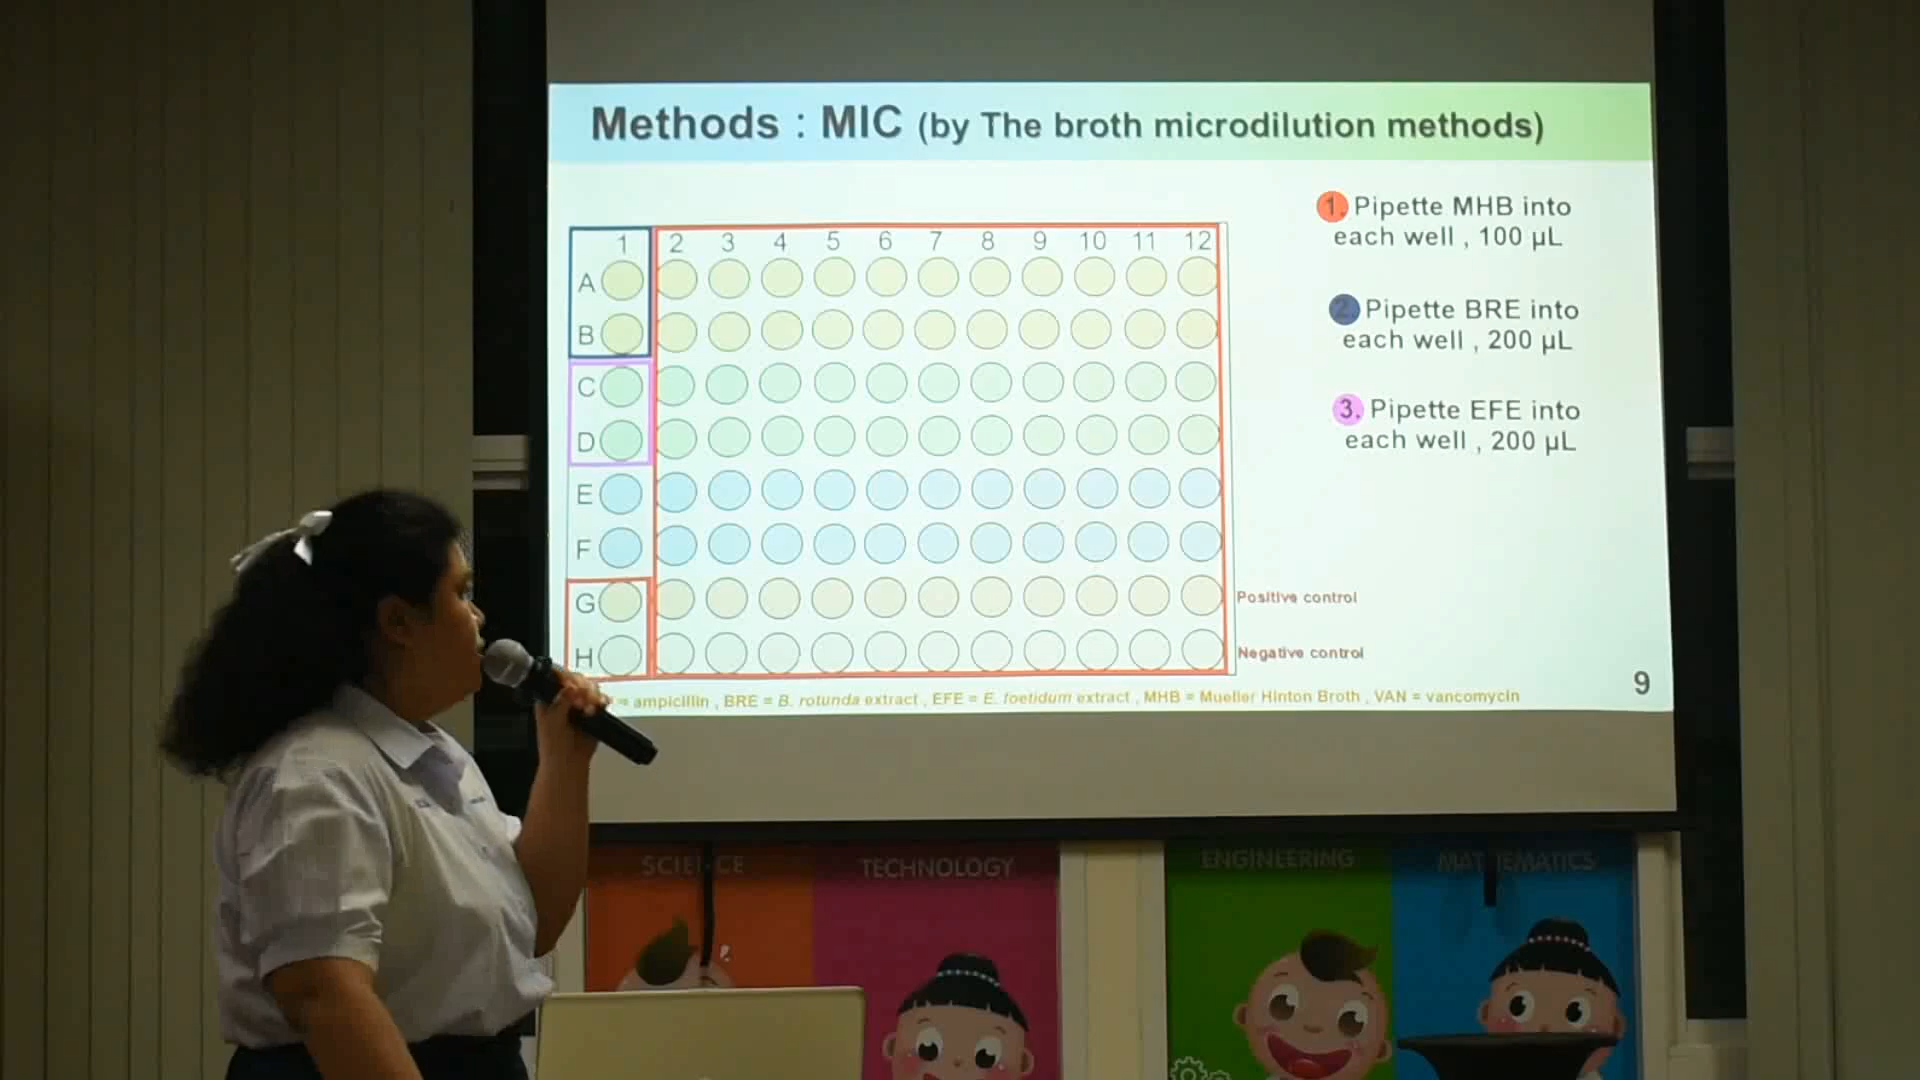 Methods : MIC (by The broth microdilution methods)
1. Pipette MHB into
each well , 100 µL
2. Pipette BRE into
each well , 200 µL
3. Pipette EFE into
each well , 200 µL
1 2 3 4 5 6 7 8 9 10 11 12
A
B
C
D
E
F
G
H
Positive control
Negative control
= ampicillin , BRE = B. rotunda extract , EFE = E. foetidum extract , MHB = Mueller Hinton Broth , VAN = vancomycin
9
SCIENCE
TECHNOLOGY
ENGINEERING
MATHEMATICS